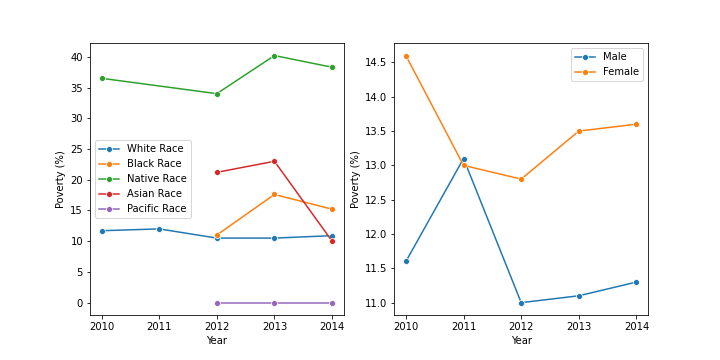 40
35
30
25
20
15
10
5
0
Poverty (%)
White Race
Black Race
Native Race
Asian Race
Pacific Race
2010 2011 2012 2013 2014
Year
14.5
14.0
13.5
13.0
12.5
12.0
11.5
11.0
Poverty (%)
Male
Female
2010 2011 2012 2013 2014
Year